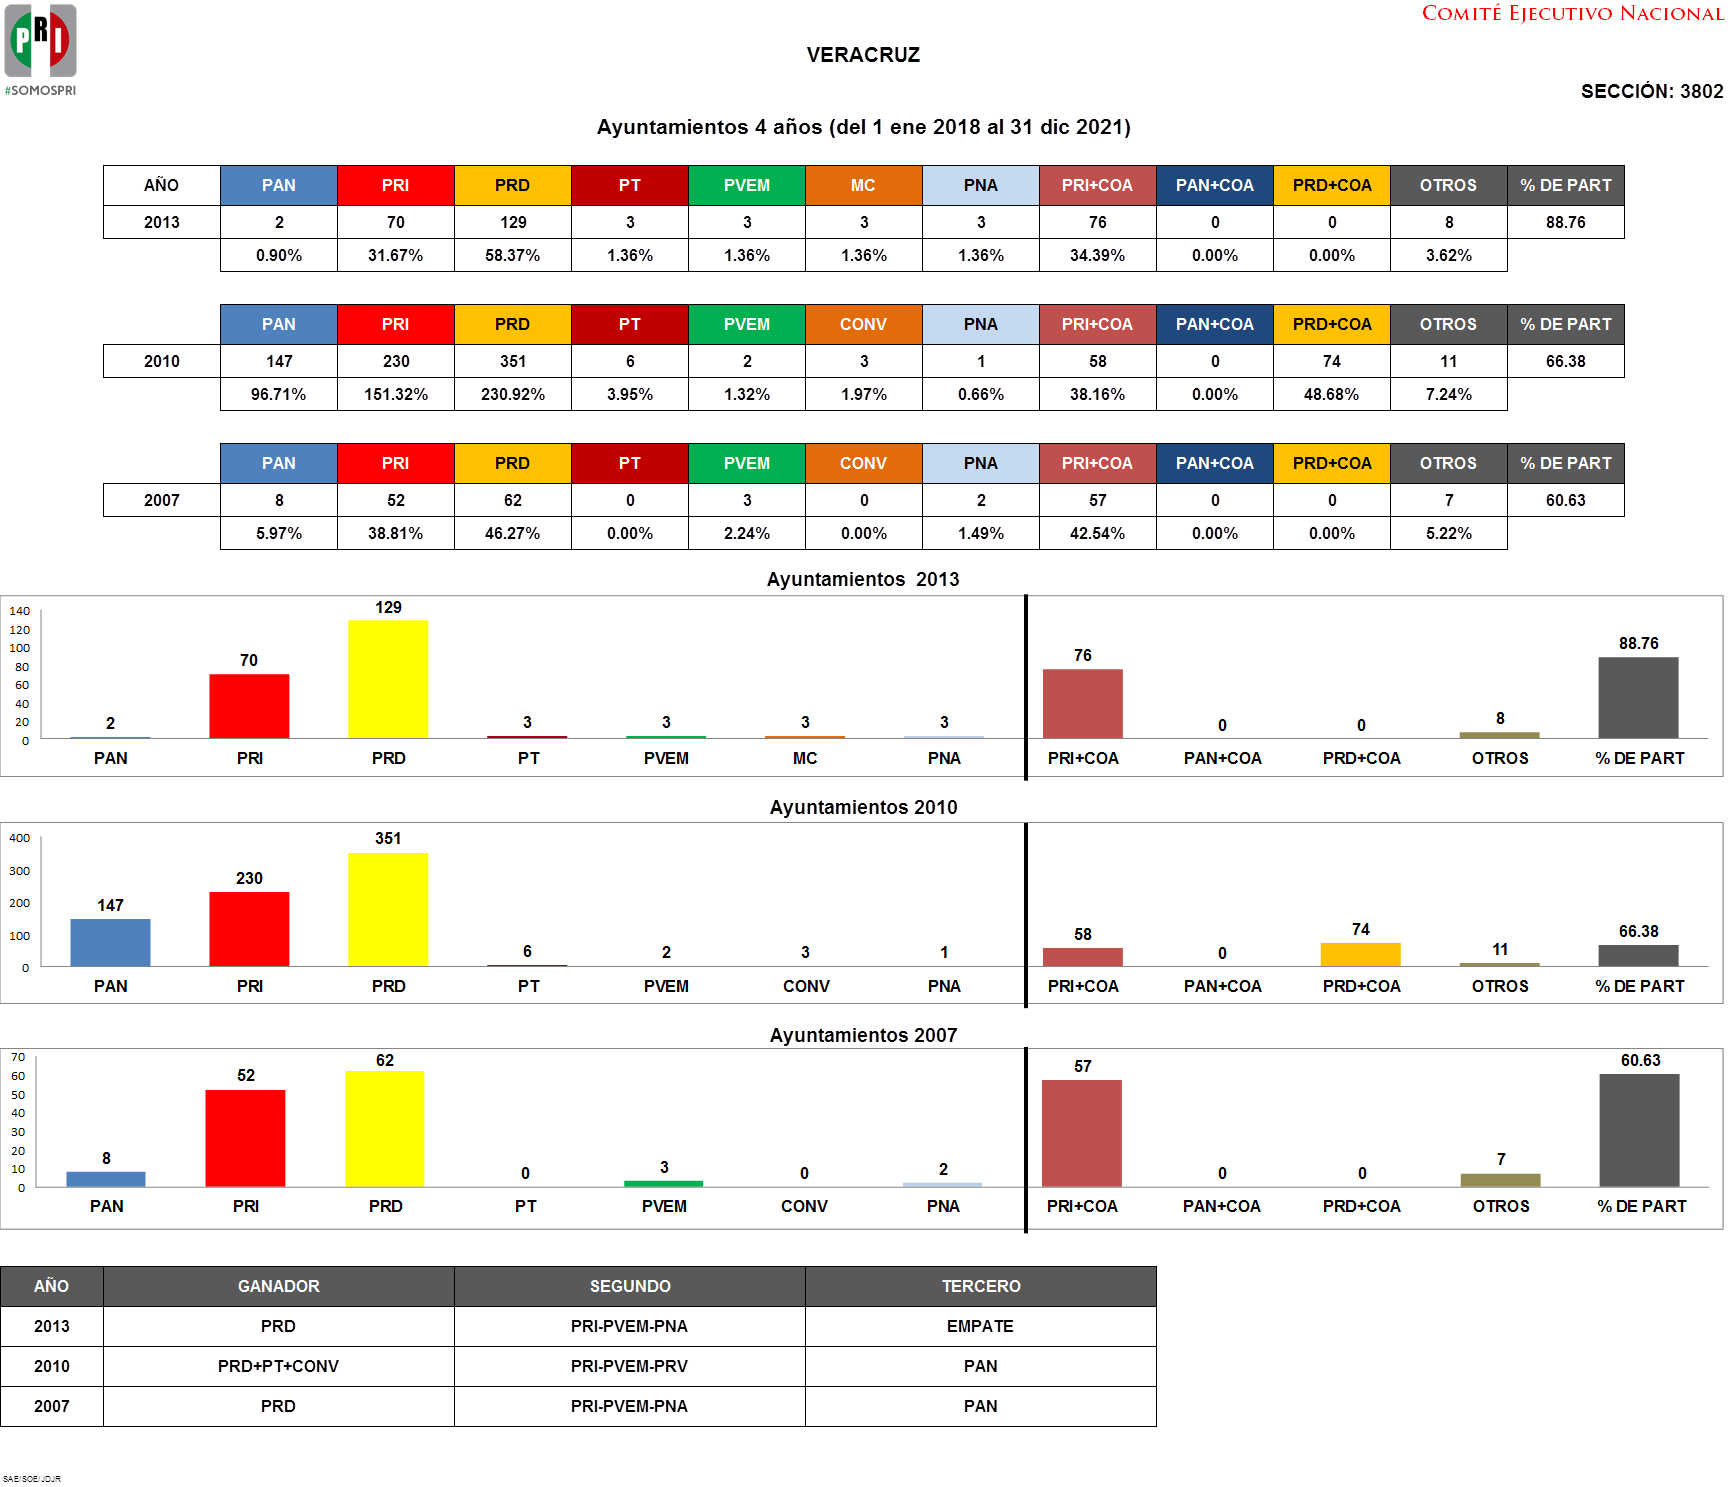 PRI
#SOMOSPRI
COMITÉ EJECUTIVO NACIONAL
VERACRUZ
SECCIÓN: 3802
Ayuntamientos 4 años (del 1 ene 2018 al 31 dic 2021)
AÑO PAN PRI PRD PT PVEM MC PNA PRI+COA PAN+COA PRD+COA OTROS % DE PART
2013 2 70 129 3 3 3 3 76 0 0 8 88.76
0.90% 31.67% 58.37% 1.36% 1.36% 1.36% 1.36% 34.39% 0.00% 0.00% 3.62%
PAN PRI PRD PT PVEM CONV PNA PRI+COA PAN+COA PRD+COA OTROS % DE PART
2010 147 230 351 6 2 3 1 58 0 74 11 66.38
96.71% 151.32% 230.92% 3.95% 1.32% 1.97% 0.66% 38.16% 0.00% 48.68% 7.24%
PAN PRI PRD PT PVEM CONV PNA PRI+COA PAN+COA PRD+COA OTROS % DE PART
2007 8 52 62 0 3 0 2 57 0 0 7 60.63
5.97% 38.81% 46.27% 0.00% 2.24% 0.00% 1.49% 42.54% 0.00% 0.00% 5.22%
Ayuntamientos 2013
140
120
100
80
60
40
20
0
2 70 129 3 3 3 3 76 0 0 8 88.76
PAN PRI PRD PT PVEM MC PNA PRI+COA PAN+COA PRD+COA OTROS % DE PART
Ayuntamientos 2010
400
300
200
100
0
147 230 351 6 2 3 1 58 0 74 11 66.38
PAN PRI PRD PT PVEM CONV PNA PRI+COA PAN+COA PRD+COA OTROS % DE PART
Ayuntamientos 2007
70
60
50
40
30
20
10
0
8 52 62 0 3 0 2 57 0 0 7 60.63
PAN PRI PRD PT PVEM CONV PNA PRI+COA PAN+COA PRD+COA OTROS % DE PART
AÑO GANADOR SEGUNDO TERCERO
2013 PRD PRI-PVEM-PNA EMPATE
2010 PRD+PT+CONV PRI-PVEM-PRV PAN
2007 PRD PRI-PVEM-PNA PAN
SAE/SOE/JDJR